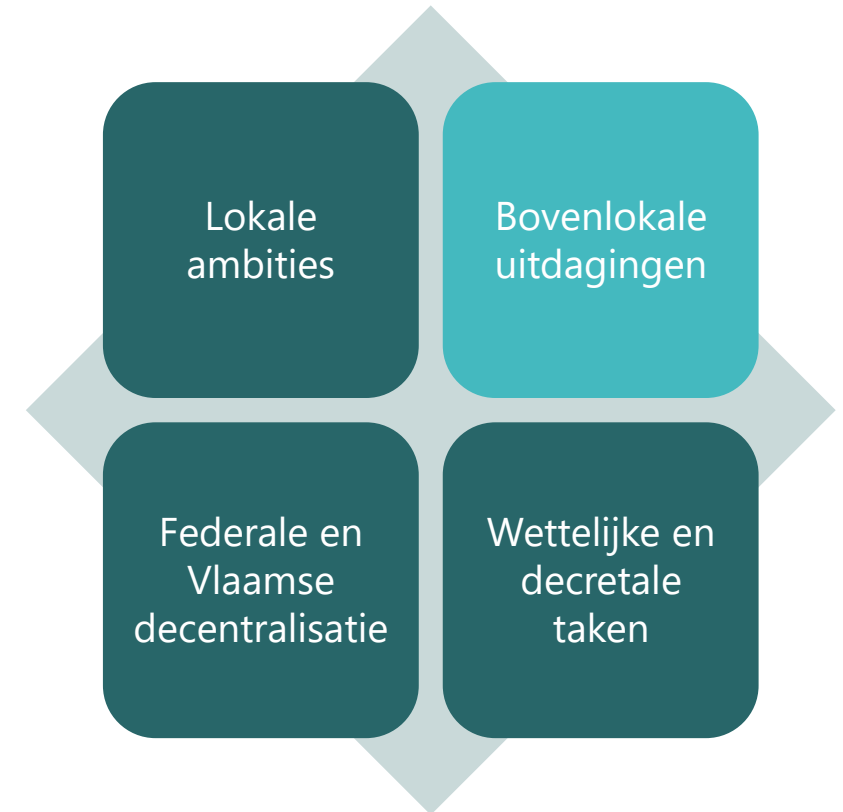 Lokale
ambities
Bovenlokale
uitdagingen
Federale en
Vlaamse
decentralisatie
Wettelijke en
decretale
taken